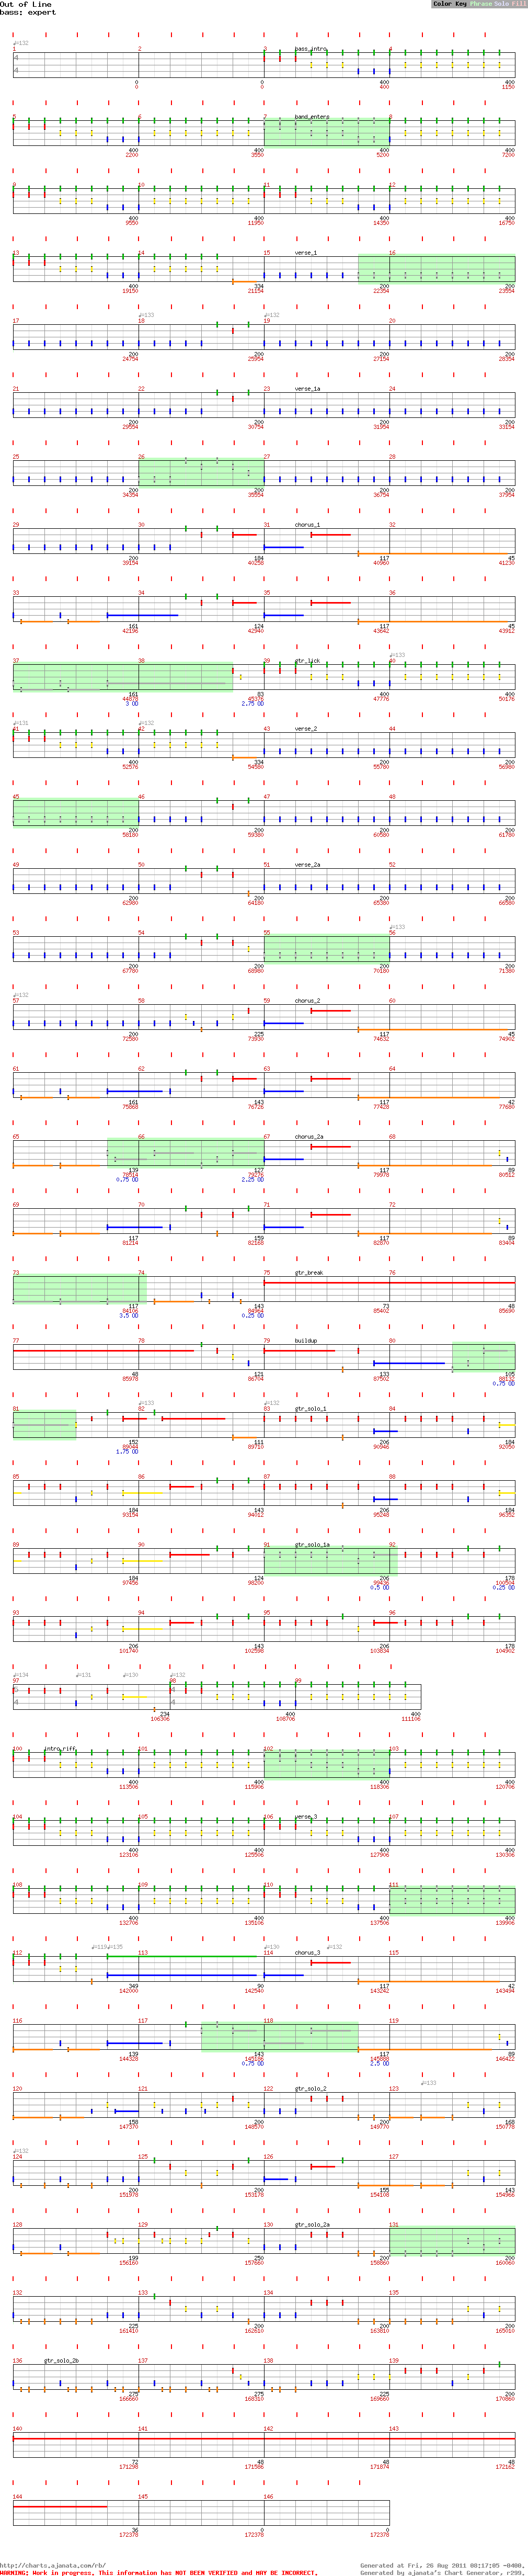 Out of Line
bass: expert
Color Key Phrase Solo Fill
♩=132
1 2 3 bass_intro 4
0 0 400 400
0 0 400 1150
5 6 7 band_enters 8
400 400 400 400
2200 3550 5200 7200
9 10 11 12
400 400 400 400
9550 11950 14350 16750
13 14 15 verse_1 16
400 334 200 200
19150 21154 22354 23554
♩=133 ♩=132
17 18 19 20
200 200 200 200
24754 25954 27154 28354
21 22 23 verse_1a 24
200 200 200 200
29554 30754 31954 33154
25 26 27 28
200 200 200 200
34354 35554 36754 37954
29 30 31 chorus_1 32
200 184 117 45
39154 40258 40960 41230
33 34 35 36
161 124 117 45
42196 42940 43642 43912
♩=133
37 38 39 gtr_lick 40
161 83 400 400
44878 45376 47776 50176
3 OD 2.75 OD
♩=131 ♩=132
41 42 43 verse_2 44
400 334 200 200
52576 54580 55780 56980
45 46 47 48
200 200 200 200
58180 59380 60580 61780
49 50 51 verse_2a 52
200 200 200 200
62980 64180 65380 66580
♩=133
53 54 55 56
200 200 200 200
67780 68980 70180 71380
♩=132
57 58 59 chorus_2 60
200 225 117 45
72580 73930 74632 74902
61 62 63 64
161 143 117 42
75868 76726 77428 77680
65 66 67 chorus_2a 68
139 127 117 89
78514 79276 79978 80512
0.75 OD 2.25 OD
69 70 71 72
117 159 117 89
81214 82168 82870 83404
73 74 75 gtr_break 76
117 143 73 48
84106 84964 85402 85690
3.5 OD 0.25 OD
77 78 79 buildup 80
48 121 133 105
85978 86704 87502 88132
0.75 OD
♩=133 ♩=132
81 82 83 gtr_solo_1 84
152 111 206 184
89044 89710 90946 92050
1.75 OD
85 86 87 88
184 143 206 184
93154 94012 95248 96352
89 90 91 gtr_solo_1a 92
184 124 206 178
97456 98200 99436 100504
0.5 OD 0.25 OD
93 94 95 96
206 143 206 178
101740 102598 103834 104902
♩=134 ♩=131 ♩=130 ♩=132
97 98 99
234 400 400
106306 108706 111106
100 intro_riff 101 102 103
400 400 400 400
113506 115906 118306 120706
104 105 106 verse_3 107
400 400 400 400
123106 125506 127906 130306
108 109 110 111
400 400 400 400
132706 135106 137506 139906
♩=119 ♩=135 ♩=130 ♩=132
112 113 114 chorus_3 115
349 90 117 42
142000 142540 143242 143494
116 117 118 119
139 143 117 89
144328 145186 145888 146422
0.75 OD 2.5 OD
♩=133
120 121 122 gtr_solo_2 123
158 200 200 168
147370 148570 149770 150778
♩=132
124 125 126 127
200 200 155 143
151978 153178 154108 154966
128 129 130 gtr_solo_2a 131
199 250 200 200
156160 157660 158860 160060
132 133 134 135
225 200 200 200
161410 162610 163810 165010
136 gtr_solo_2b 137 138 139
275 275 225 200
166660 168310 169660 170860
140 141 142 143
72 48 48 48
171298 171586 171874 172162
144 145 146
36 0 0
172378 172378 172378
http://charts.ajanata.com/rb/ Generated at Fri, 26 Aug 2011 08:17:05 -0400.
WARNING: Work in progress. This information has NOT BEEN VERIFIED and MAY BE INCORRECT. Generated by ajanata's Chart Generator, r299.